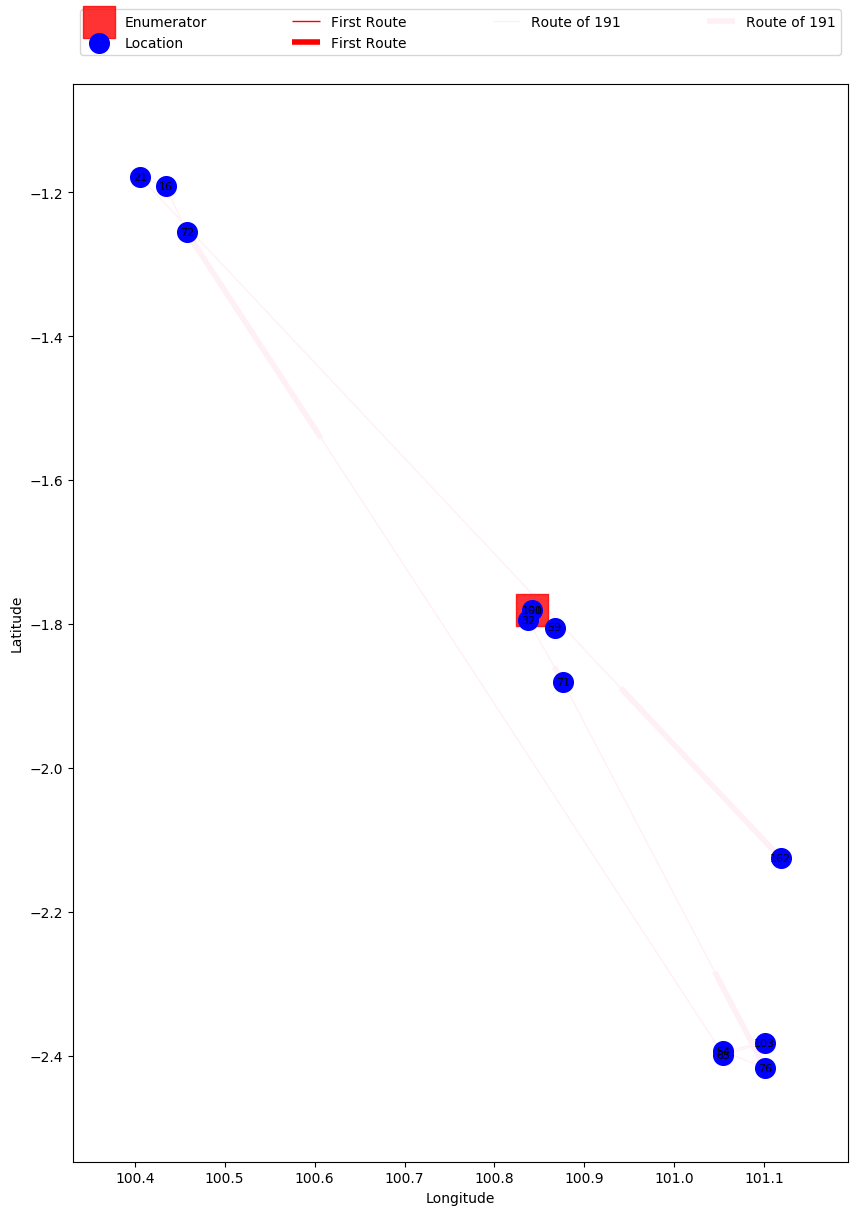 Enumerator First Route Route of 191 Route of 191
Location First Route
−1.2
−1.4
−1.6
−1.8
−2.0
−2.2
−2.4
Latitude
100.4 100.5 100.6 100.7 100.8 100.9 101.0 101.1
Longitude
16
72
71
76